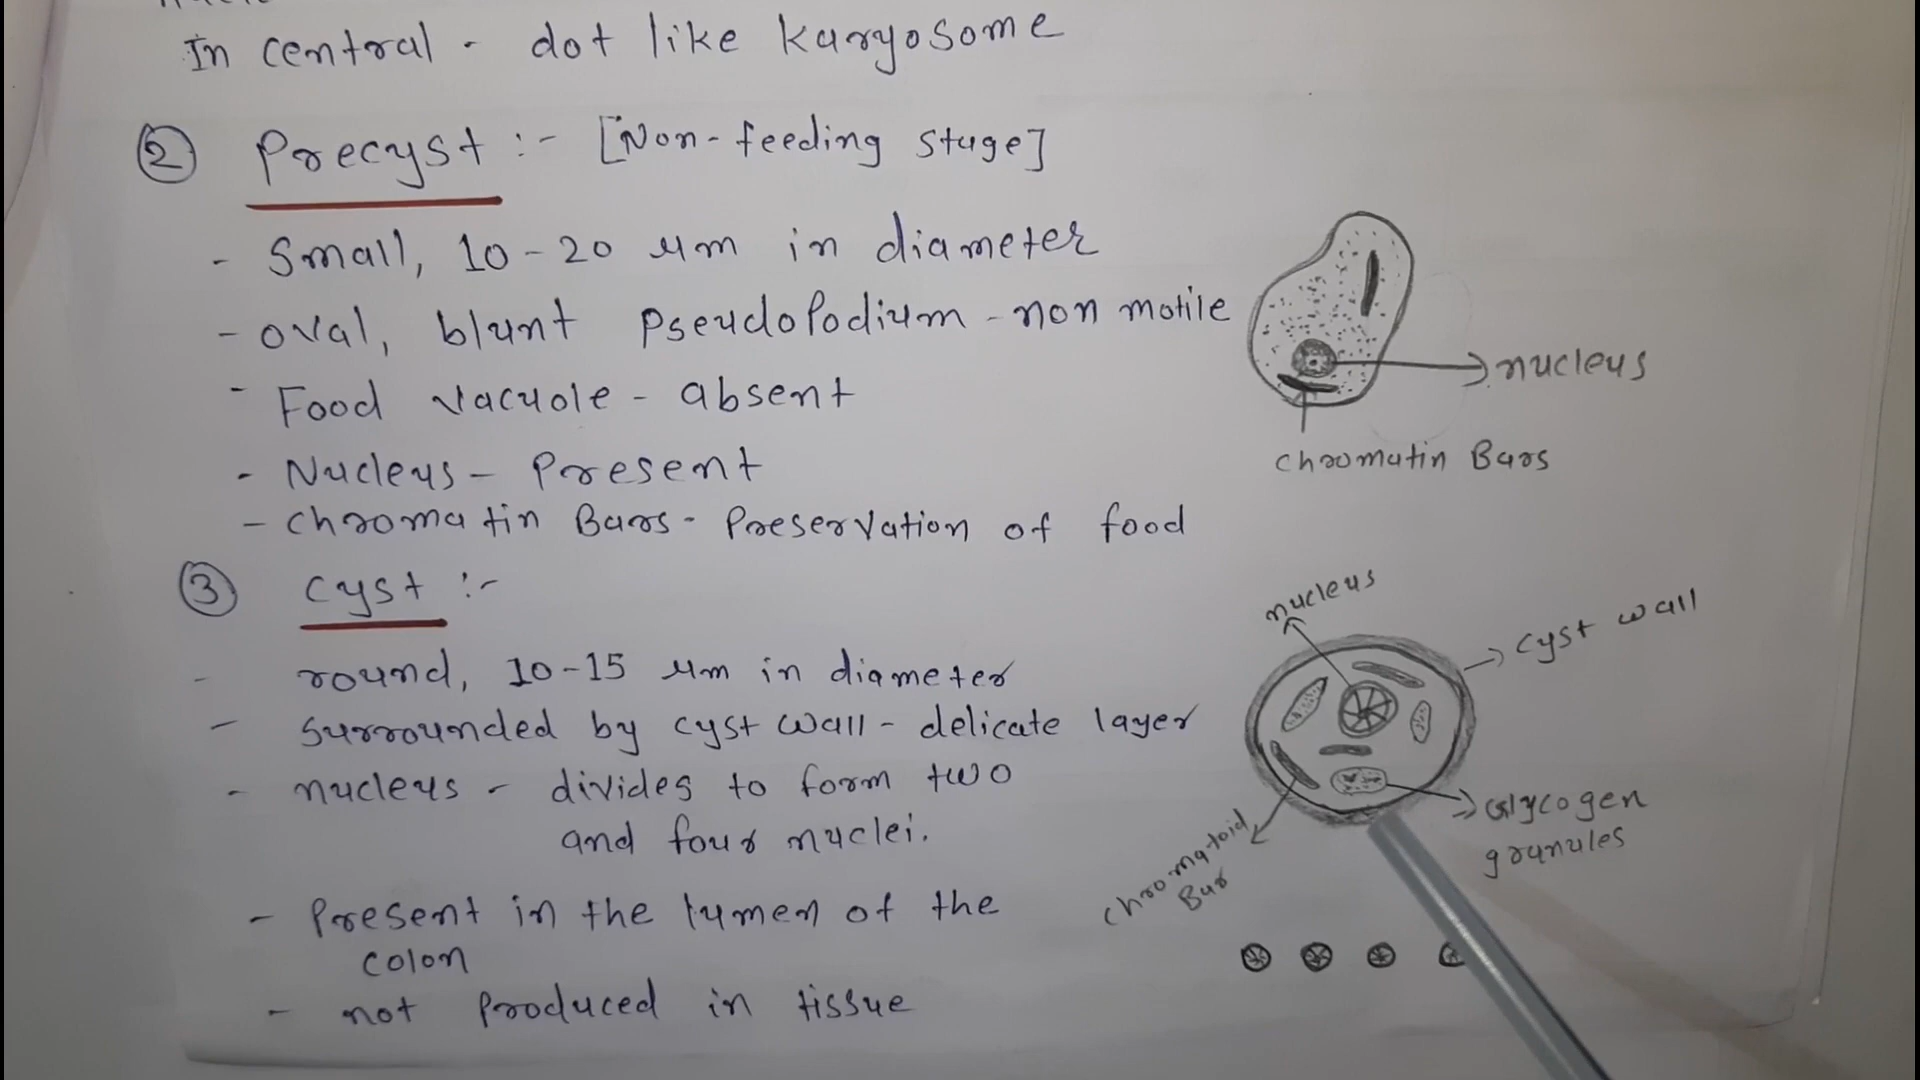 In central - dot like karyosome
② Precyst :- [Non-feeding stage]
- Small, 10-20 μm in diameter
- oval, blunt pseudopodium - non motile
- Food vacuole - absent
- Nucleus - Present
- chromatin Bars - Preservation of food
nucleus
chromatin Bars
③ Cyst :-
- round, 10-15 μm in diameter
- surrounded by cyst wall - delicate layer
- nucleus - divides to form two
and four nuclei.
- Present in the lumen of the
colon
- not produced in tissue
nucleus
cyst wall
Glycogen
granules
chromatoid
Bar